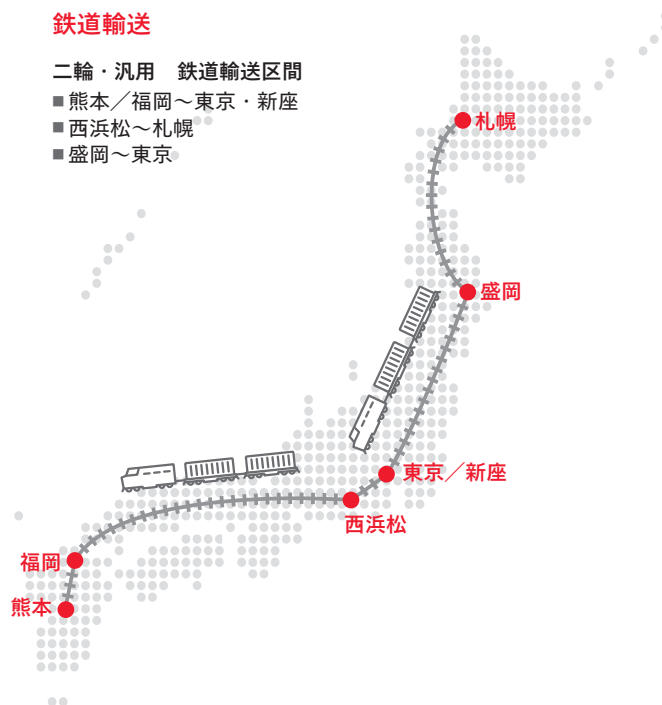 鉄道輸送
二輪・汎用　鉄道輸送区間
■ 熊本／福岡～東京・新座
■ 西浜松～札幌
■ 盛岡～東京
札幌
盛岡
東京／新座
西浜松
福岡
熊本